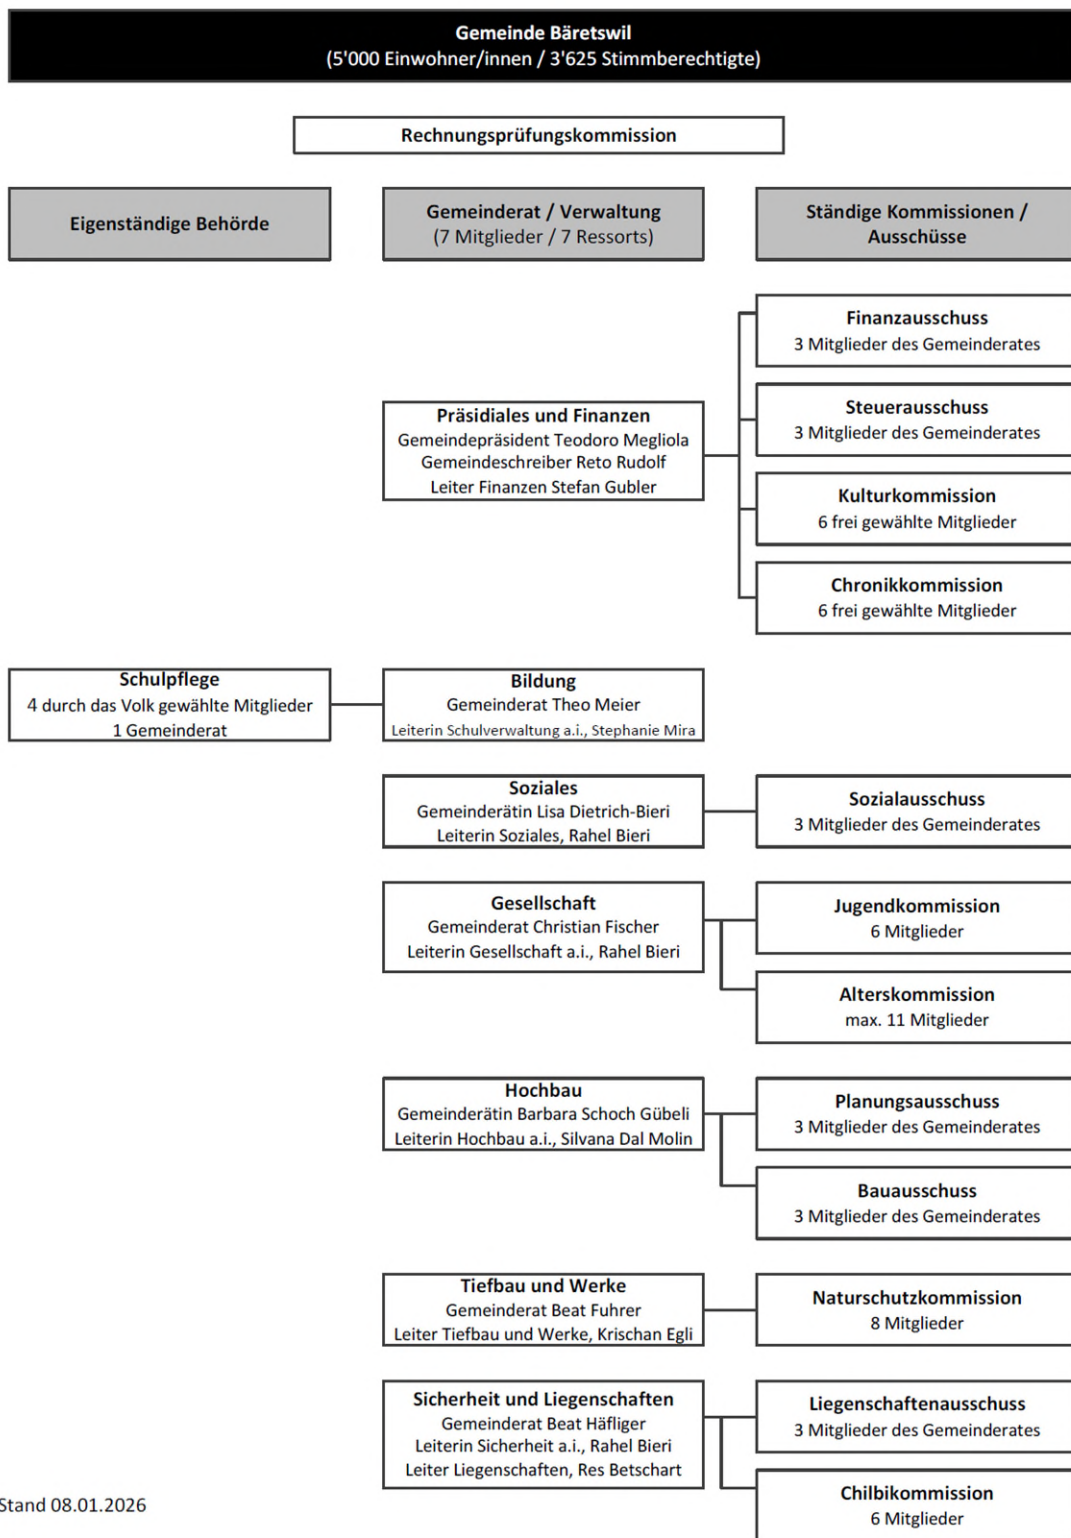 Gemeinde Bäretswil
(5'000 Einwohner/innen / 3'625 Stimmberechtigte)
Rechnungsprüfungskommission
Eigenständige Behörde
Gemeinderat / Verwaltung
(7 Mitglieder / 7 Ressorts)
Ständige Kommissionen /
Ausschüsse
Präsidiales und Finanzen
Gemeindepräsident Teodoro Megliola
Gemeindeschreiber Reto Rudolf
Leiter Finanzen Stefan Gubler
Finanzausschuss
3 Mitglieder des Gemeinderates
Steuerausschuss
3 Mitglieder des Gemeinderates
Kulturkommission
6 frei gewählte Mitglieder
Chronikkommission
6 frei gewählte Mitglieder
Schulpflege
4 durch das Volk gewählte Mitglieder
1 Gemeinderat
Bildung
Gemeinderat Theo Meier
Leiterin Schulverwaltung a.i., Stephanie Mira
Soziales
Gemeinderätin Lisa Dietrich-Bieri
Leiterin Soziales, Rahel Bieri
Sozialausschuss
3 Mitglieder des Gemeinderates
Gesellschaft
Gemeinderat Christian Fischer
Leiterin Gesellschaft a.i., Rahel Bieri
Jugendkommission
6 Mitglieder
Alterskommission
max. 11 Mitglieder
Hochbau
Gemeinderätin Barbara Schoch Gübeli
Leiterin Hochbau a.i., Silvana Dal Molin
Planungsausschuss
3 Mitglieder des Gemeinderates
Bauausschuss
3 Mitglieder des Gemeinderates
Tiefbau und Werke
Gemeinderat Beat Fuhrer
Leiter Tiefbau und Werke, Krischan Egli
Naturschutzkommission
8 Mitglieder
Sicherheit und Liegenschaften
Gemeinderat Beat Häfliger
Leiterin Sicherheit a.i., Rahel Bieri
Leiter Liegenschaften, Res Betschart
Liegenschaftenausschuss
3 Mitglieder des Gemeinderates
Chilbikommission
6 Mitglieder
Stand 08.01.2026